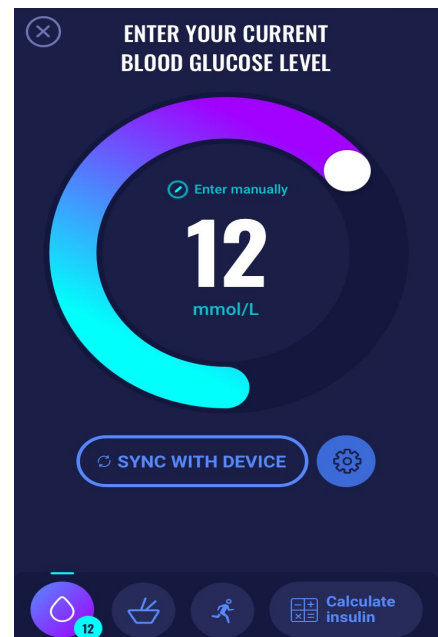 ENTER YOUR CURRENT
BLOOD GLUCOSE LEVEL
Enter manually
12
mmol/L
SYNC WITH DEVICE
12
Calculate
insulin